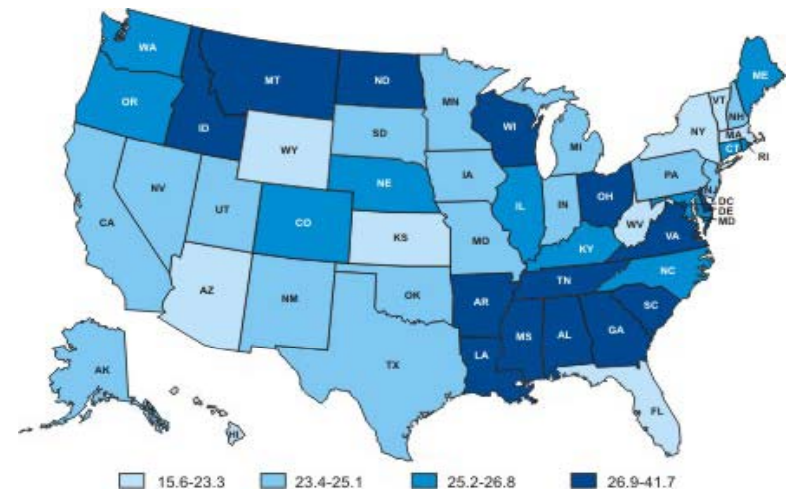 WA
ME
MT
ND
VT
MN
OR
NH
ID
WI
NY
MA
SD
CT
WY
MI
RI
IA
PA
NE
NJ
NV
OH
DC
IL
IN
DE
UT
MD
CO
WV
CA
VA
KS
MO
KY
NC
TN
OK
AZ
NM
AR
SC
MS
AL
GA
LA
TX
AK
FL
HI
15.6-23.3 23.4-25.1 25.2-26.8 26.9-41.7